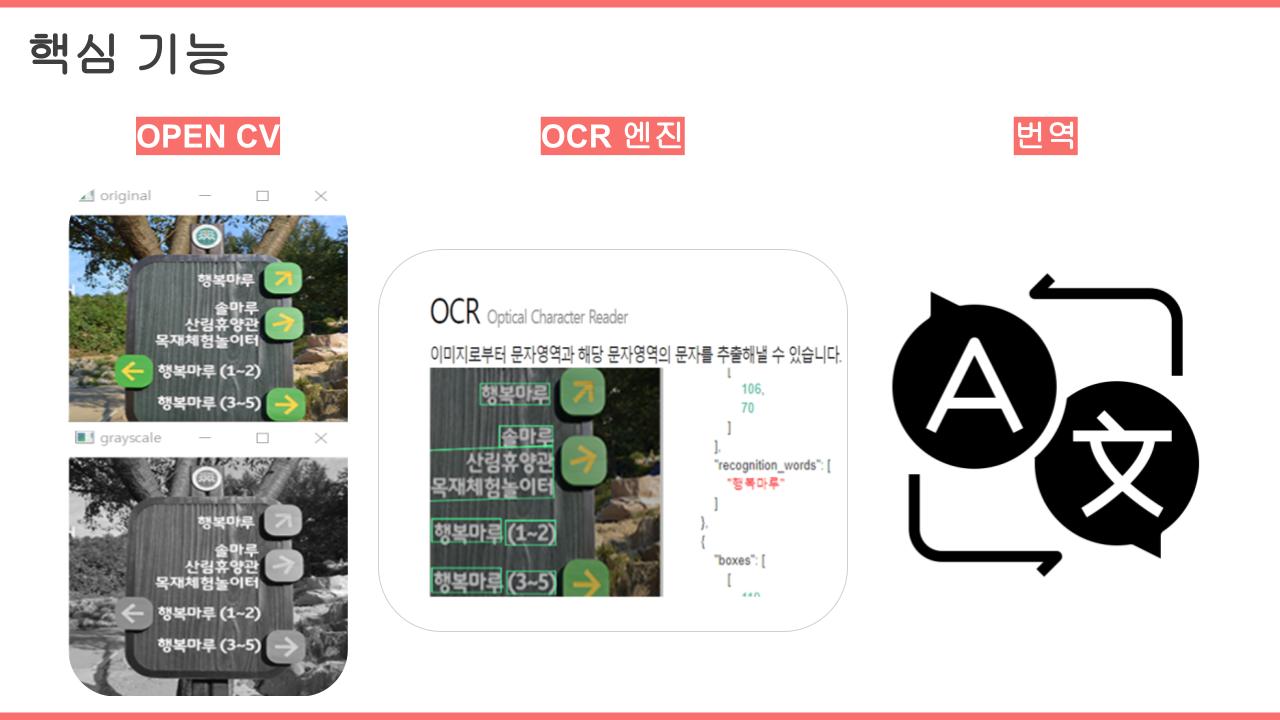 핵심 기능
OPEN CV
OCR 엔진
번역
original
행복마루
솔마루
산림휴양관
목재체험놀이터
행복마루 (1~2)
행복마루 (3~5)
grayscale
행복마루
솔마루
산림휴양관
목재체험놀이터
행복마루 (1~2)
행복마루 (3~5)
OCR Optical Character Reader
이미지로부터 문자영역과 해당 문자영역의 문자를 추출해낼 수 있습니다.
행복마루
솔마루
산림휴양관
목재체험놀이터
행복마루 (1~2)
행복마루 (3~5)
[
106,
70
]
],
"recognition_words": [
"행복마루"
]
},
{
"boxes": [
[
A
文